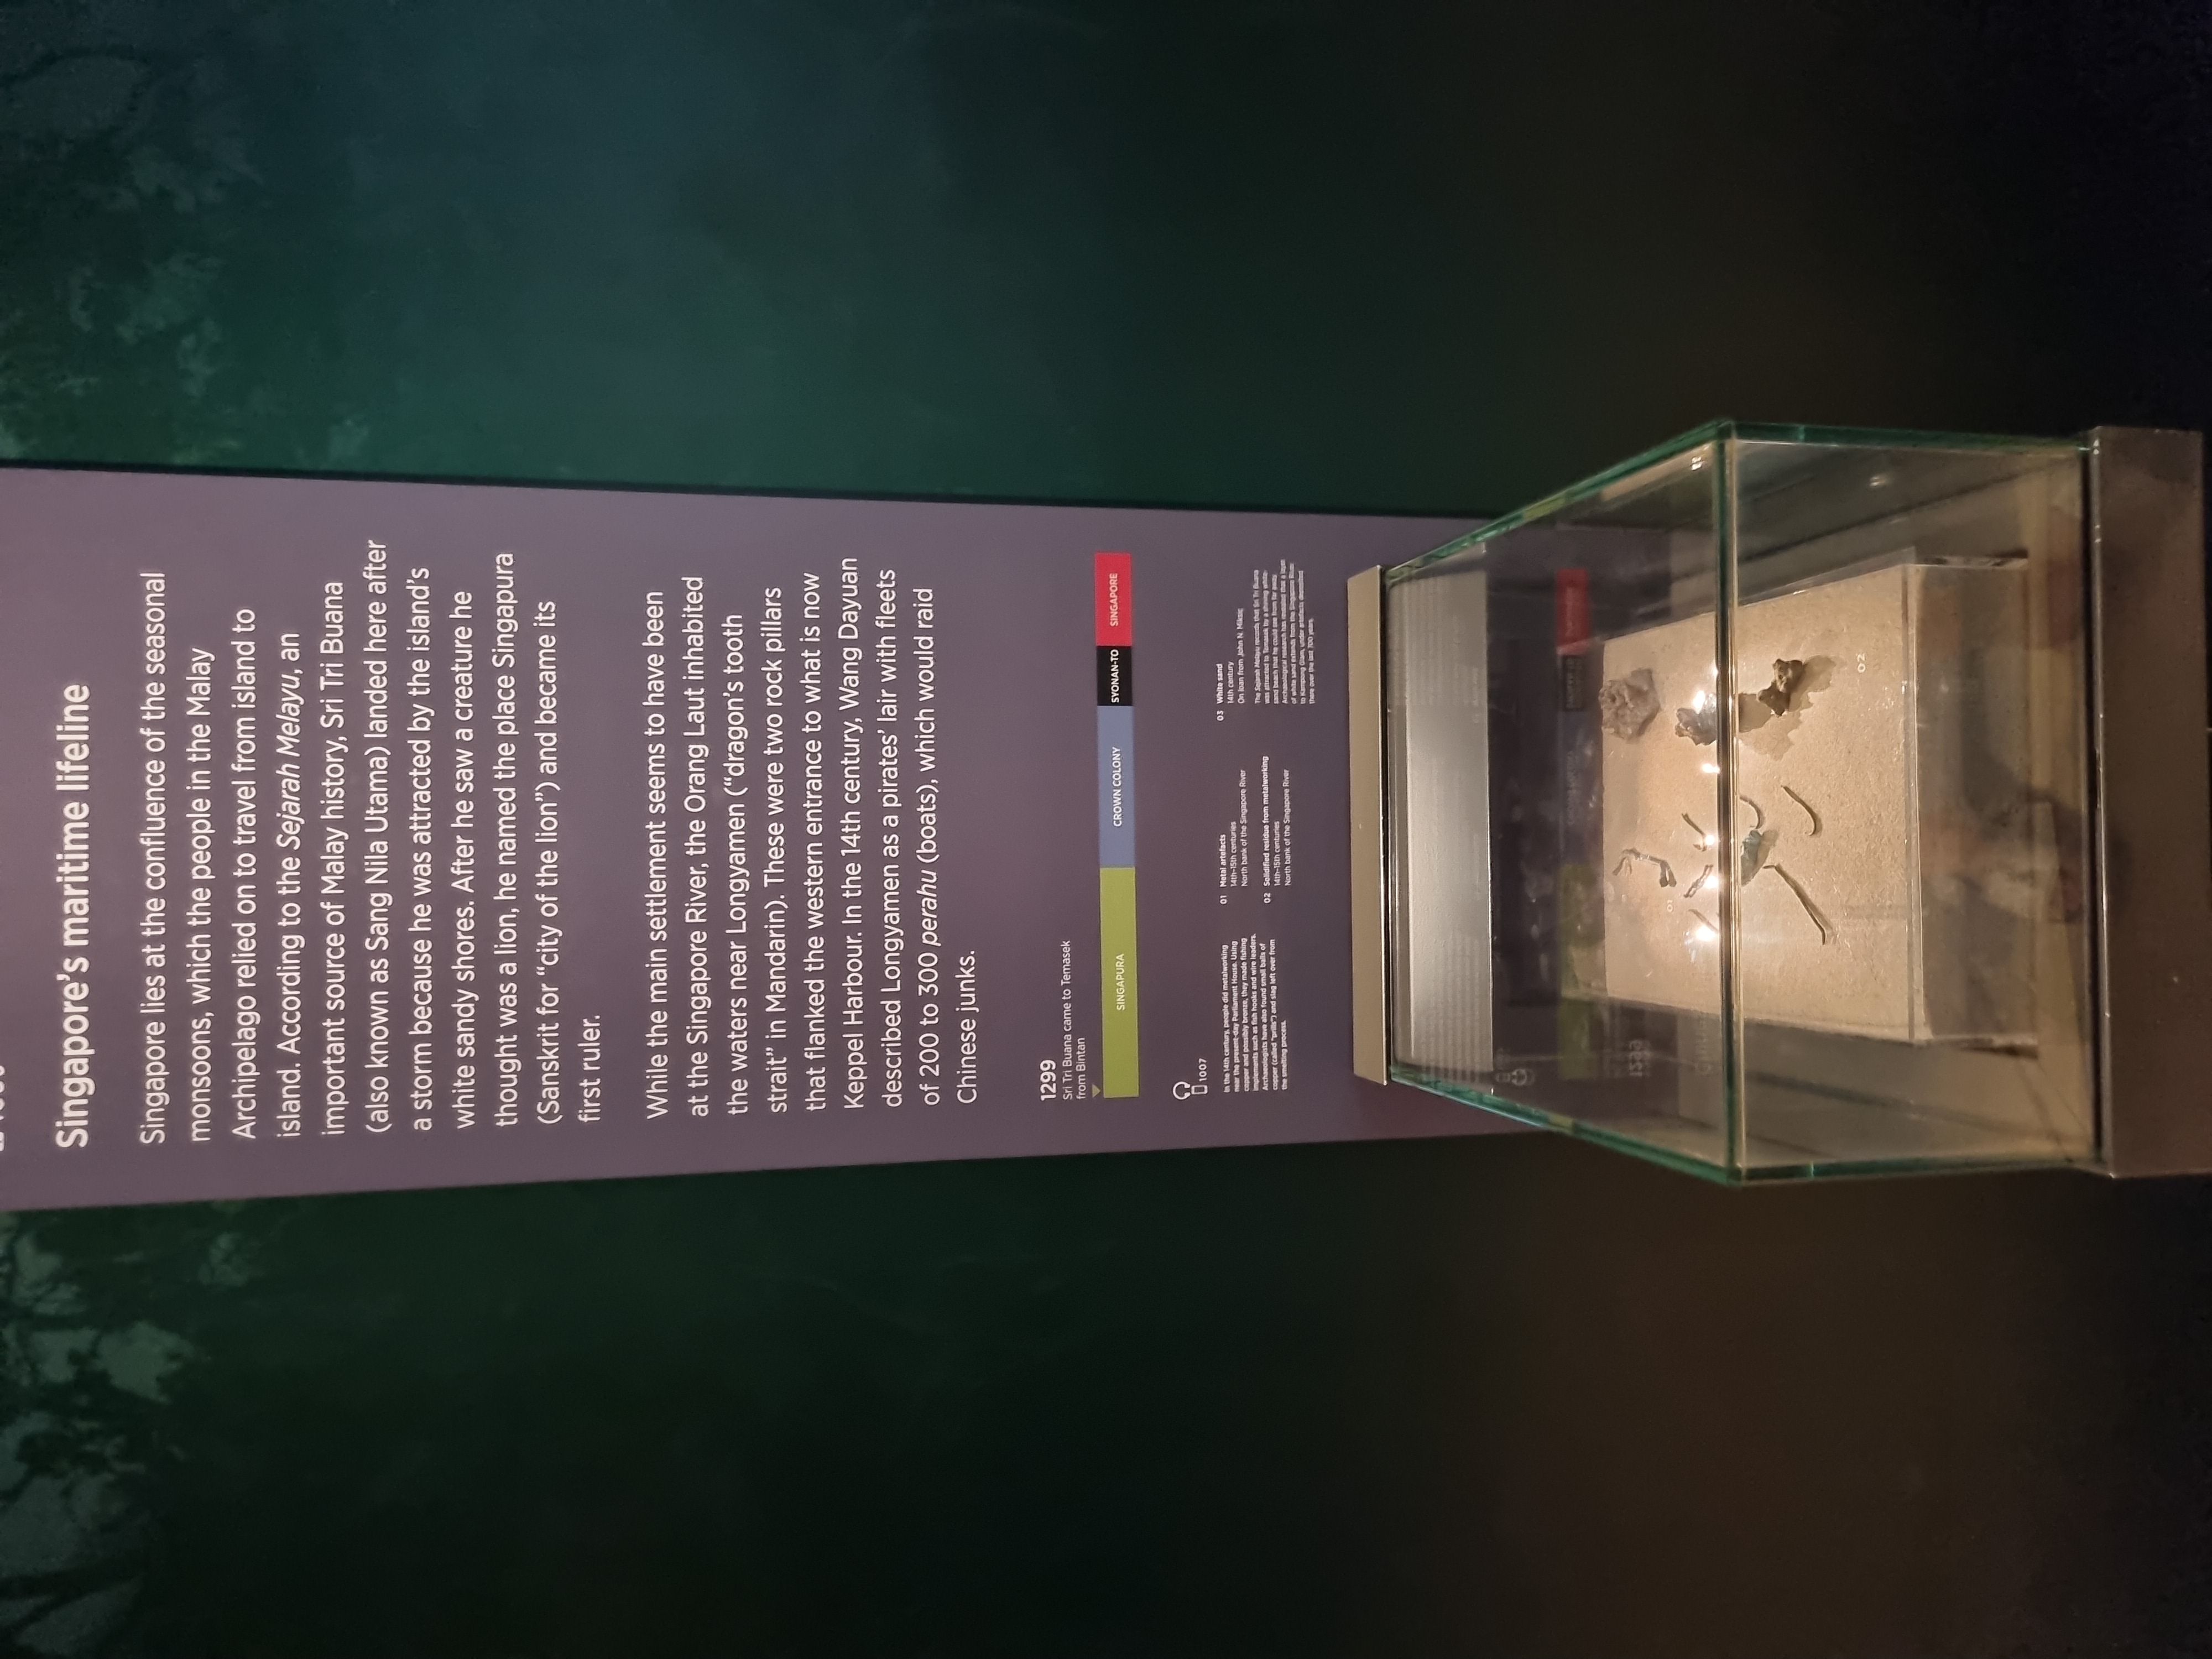 Singapore's maritime lifeline
Singapore lies at the confluence of the seasonal
monsoons, which the people in the Malay
Archipelago relied on to travel from island to
island. According to the Sejarah Melayu, an
important source of Malay history, Sri Tri Buana
(also known as Sang Nila Utama) landed here after
a storm because he was attracted by the island's
white sandy shores. After he saw a creature he
thought was a lion, he named the place Singapura
(Sanskrit for “city of the lion”) and became its
first ruler.
While the main settlement seems to have been
at the Singapore River, the Orang Laut inhabited
the waters near Longyamen (“dragon's tooth
strait” in Mandarin). These were two rock pillars
that flanked the western entrance to what is now
Keppel Harbour. In the 14th century, Wang Dayuan
described Longyamen as a pirates' lair with fleets
of 200 to 300 perahu (boats), which would raid
Chinese junks.
1299
Sri Tri Buana came to Temasek
from Bintan
SINGAPURA CROWN COLONY SYONAN-TO SINGAPORE
1007
In the 14th century, people did metalworking
near the present-day Parliament House. Using
copper and possibly bronze, they made fishing
implements such as fish hooks and wire leaders.
Archaeologists have also found small balls of
copper (called “prills”) and slag left over from
the smelting process.
01 Metal artefacts
14th–15th centuries
North bank of the Singapore River
02 Solidified residue from metalworking
14th–15th centuries
North bank of the Singapore River
03 White sand
14th century
On loan from John N. Miksic
The Sejarah Melayu records that Sri Tri Buana
was attracted to Temasek by a shining white-
sand beach that he could see from far away.
Archaeological research has revealed that a layer
of white sand extends from the Singapore River
to Kampong Glam, under artefacts deposited
there over the last 700 years.
01
02